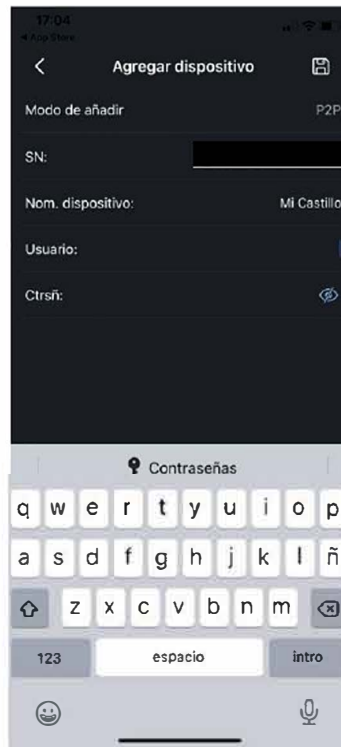 17:04
◀ App Store
Agregar dispositivo
Modo de añadir P2P
SN:
Nom. dispositivo: Mi Castillo
Usuario:
Ctrsñ:
Contraseñas
q w e r t y u i o p
a s d f g h j k l ñ
z x c v b n m
123 espacio intro